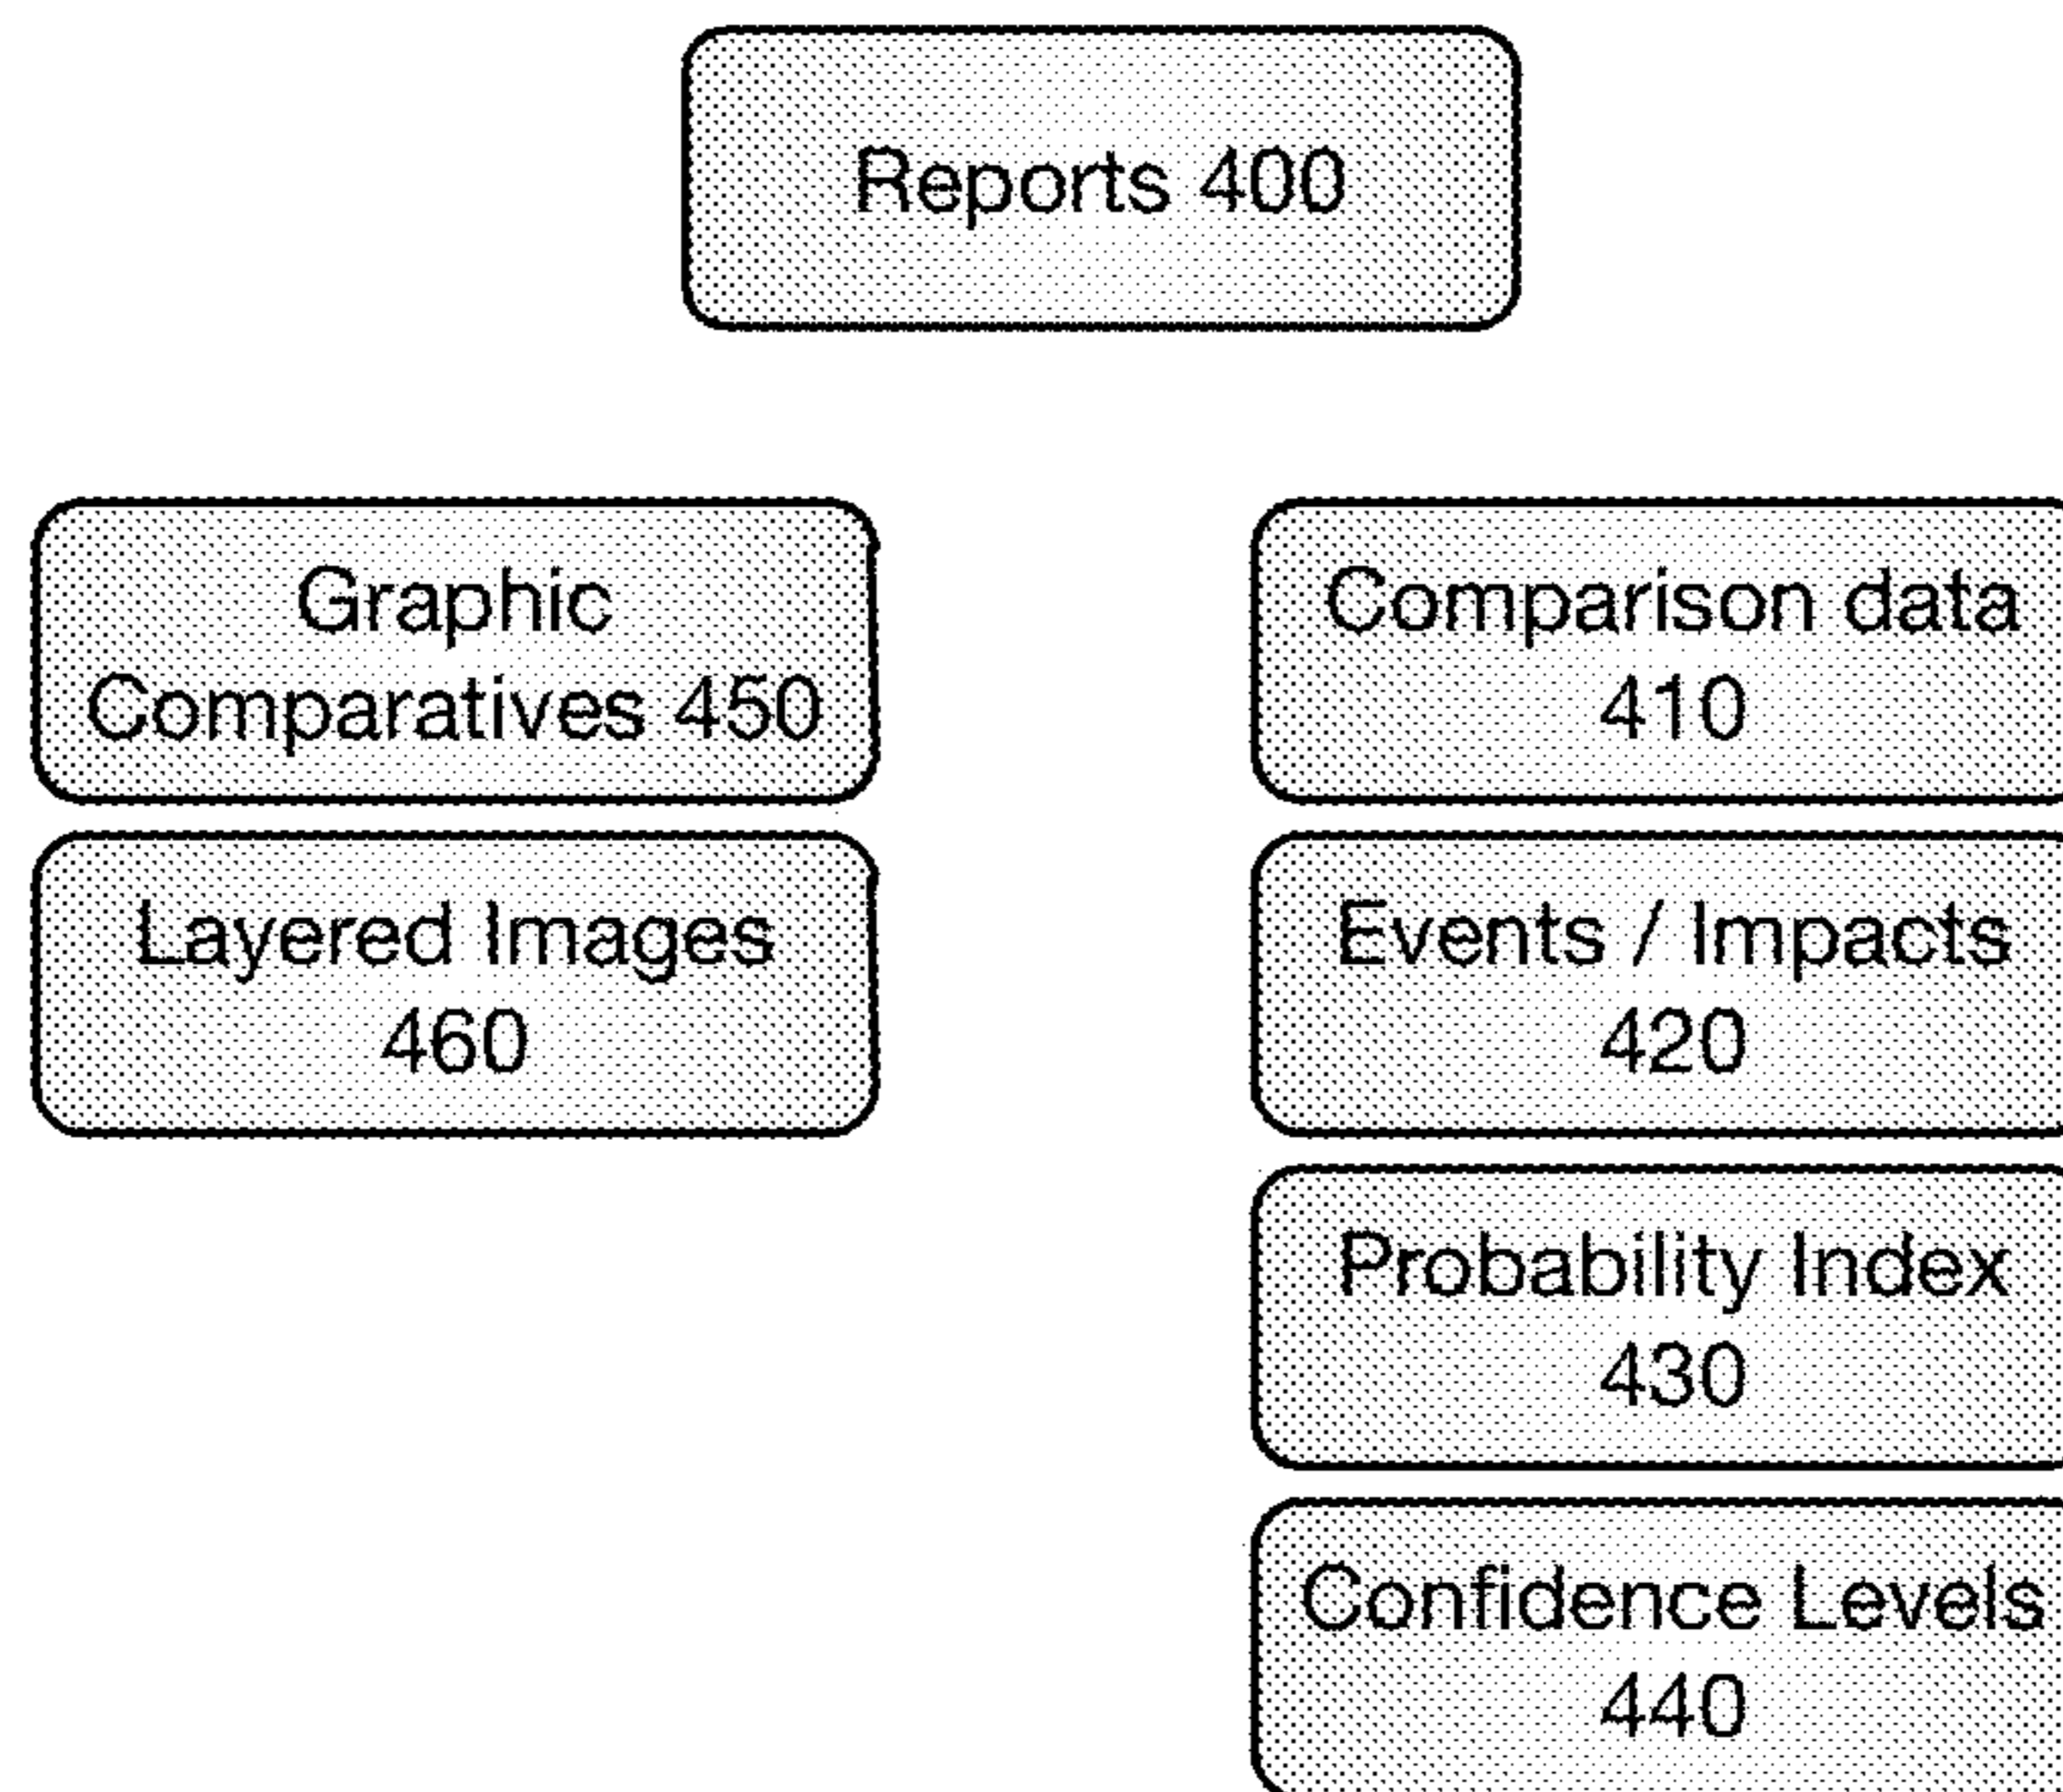 Reports 400
Graphic
Comparatives 450
Layered Images
460
Comparison data
410
Events / Impacts
420
Probability Index
430
Confidence Levels
440